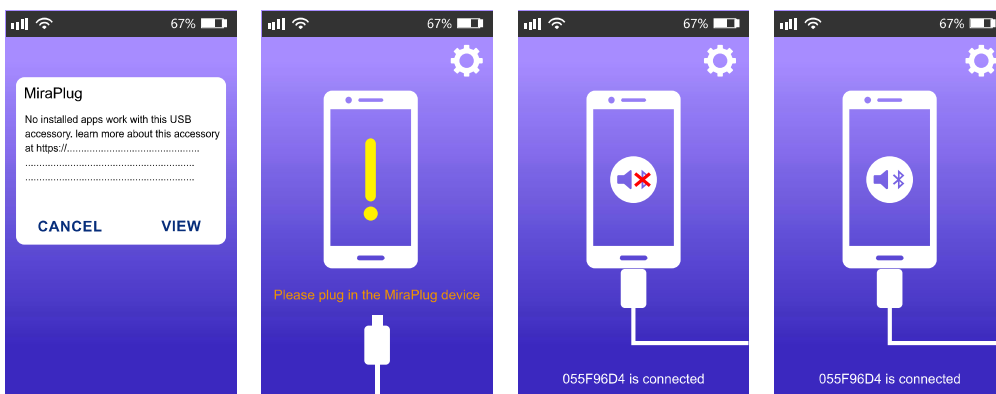 67%
MiraPlug
No installed apps work with this USB
accessory. learn more about this accessory
at https://..............................................
..........................................................
..........................................................
CANCEL VIEW
67%
Please plug in the MiraPlug device
67%
055F96D4 is connected
67%
055F96D4 is connected